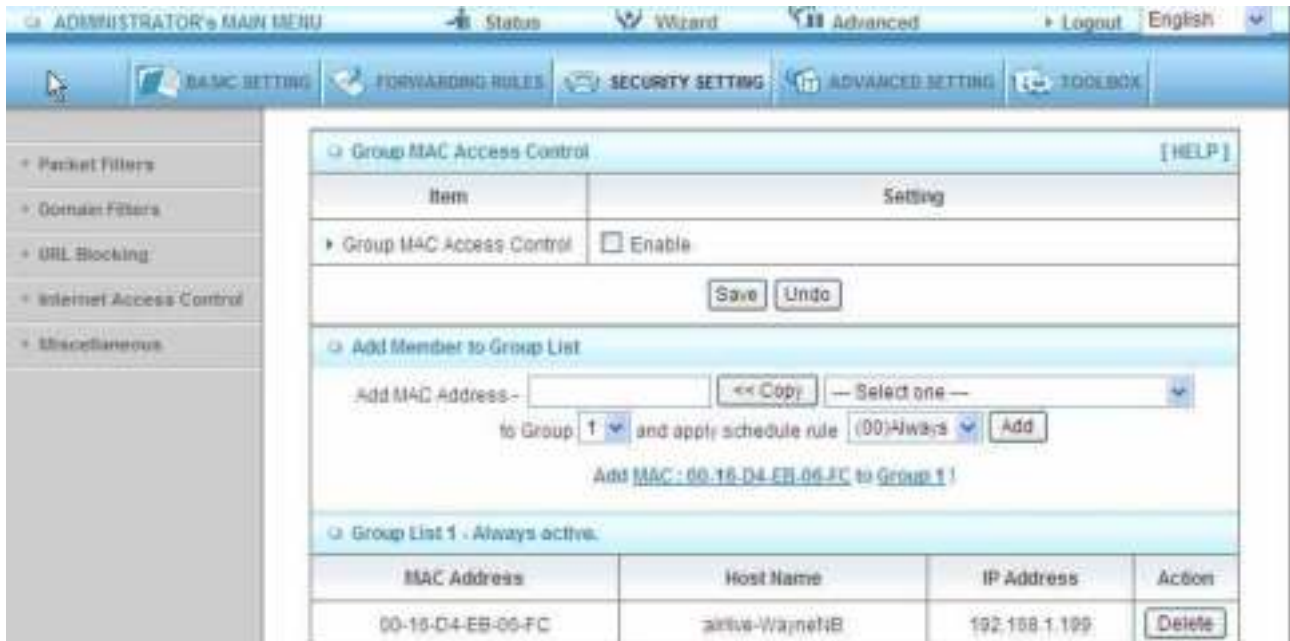 ADMINISTRATOR's MAIN MENU Status Wizard Advanced Logout English
BASIC SETTING FORWARDING RULES SECURITY SETTING ADVANCED SETTING TOOLBOX
Packet Filters
Domain Filters
URL Blocking
Internet Access Control
Miscellaneous
Group MAC Access Control [HELP]
Item Setting
Group MAC Access Control Enable
Save Undo
Add Member to Group List
Add MAC Address - << Copy --- Select one ---
to Group 1 and apply schedule rule (00)Always Add
Add MAC : 00-16-D4-EB-06-FC to Group 1 !
Group List 1 - Always active.
MAC Address Host Name IP Address Action
00-16-D4-EB-06-FC airlive-WayneNB 192.168.1.199 Delete